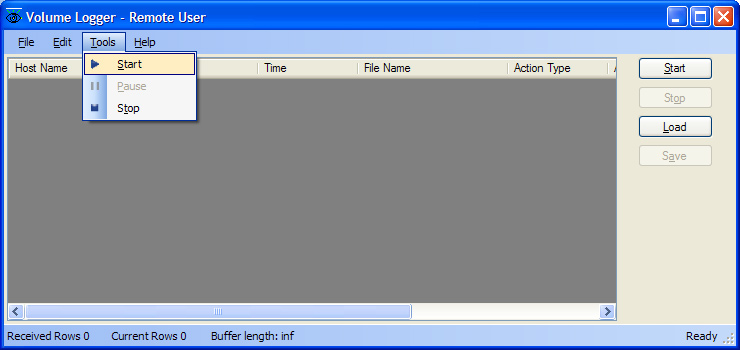 Volume Logger - Remote User
File Edit Tools Help
Start
Pause
Stop
Host Name Time File Name Action Type
Start
Stop
Load
Save
Received Rows 0 Current Rows 0 Buffer length: inf Ready